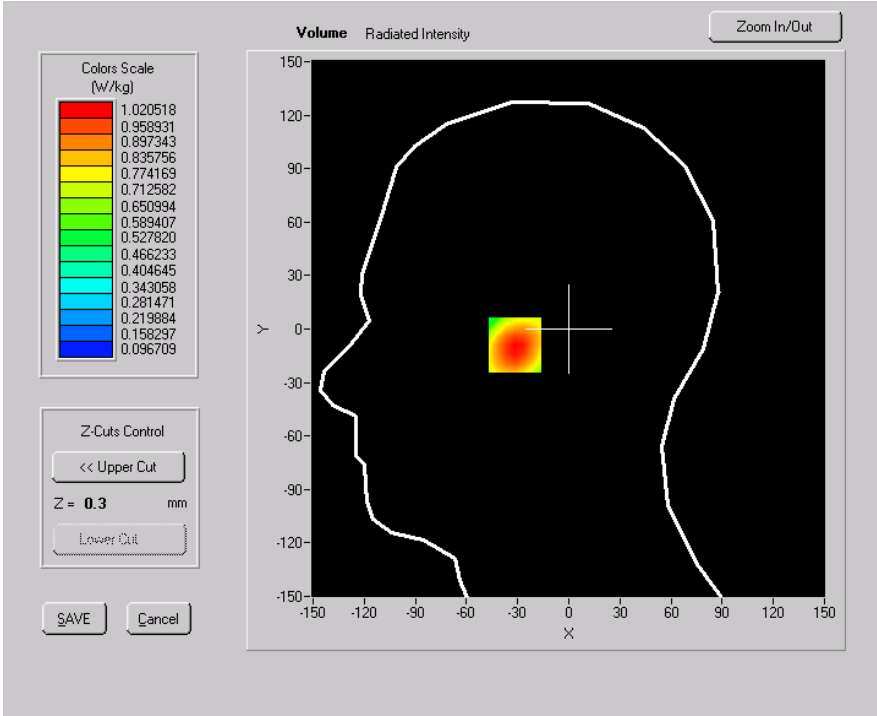 Volume Radiated Intensity
Zoom In/Out
Colors Scale
(W/kg)
1.020518
0.958931
0.897343
0.835756
0.774169
0.712582
0.650994
0.589407
0.527820
0.466233
0.404645
0.343058
0.281471
0.219884
0.158297
0.096709
Z-Cuts Control
<< Upper Cut
Z = 0.3 mm
Lower Cut
SAVE
Cancel
150
120
90
60
30
0
-30
-60
-90
-120
-150
Y
-150 -120 -90 -60 -30 0 30 60 90 120 150
X